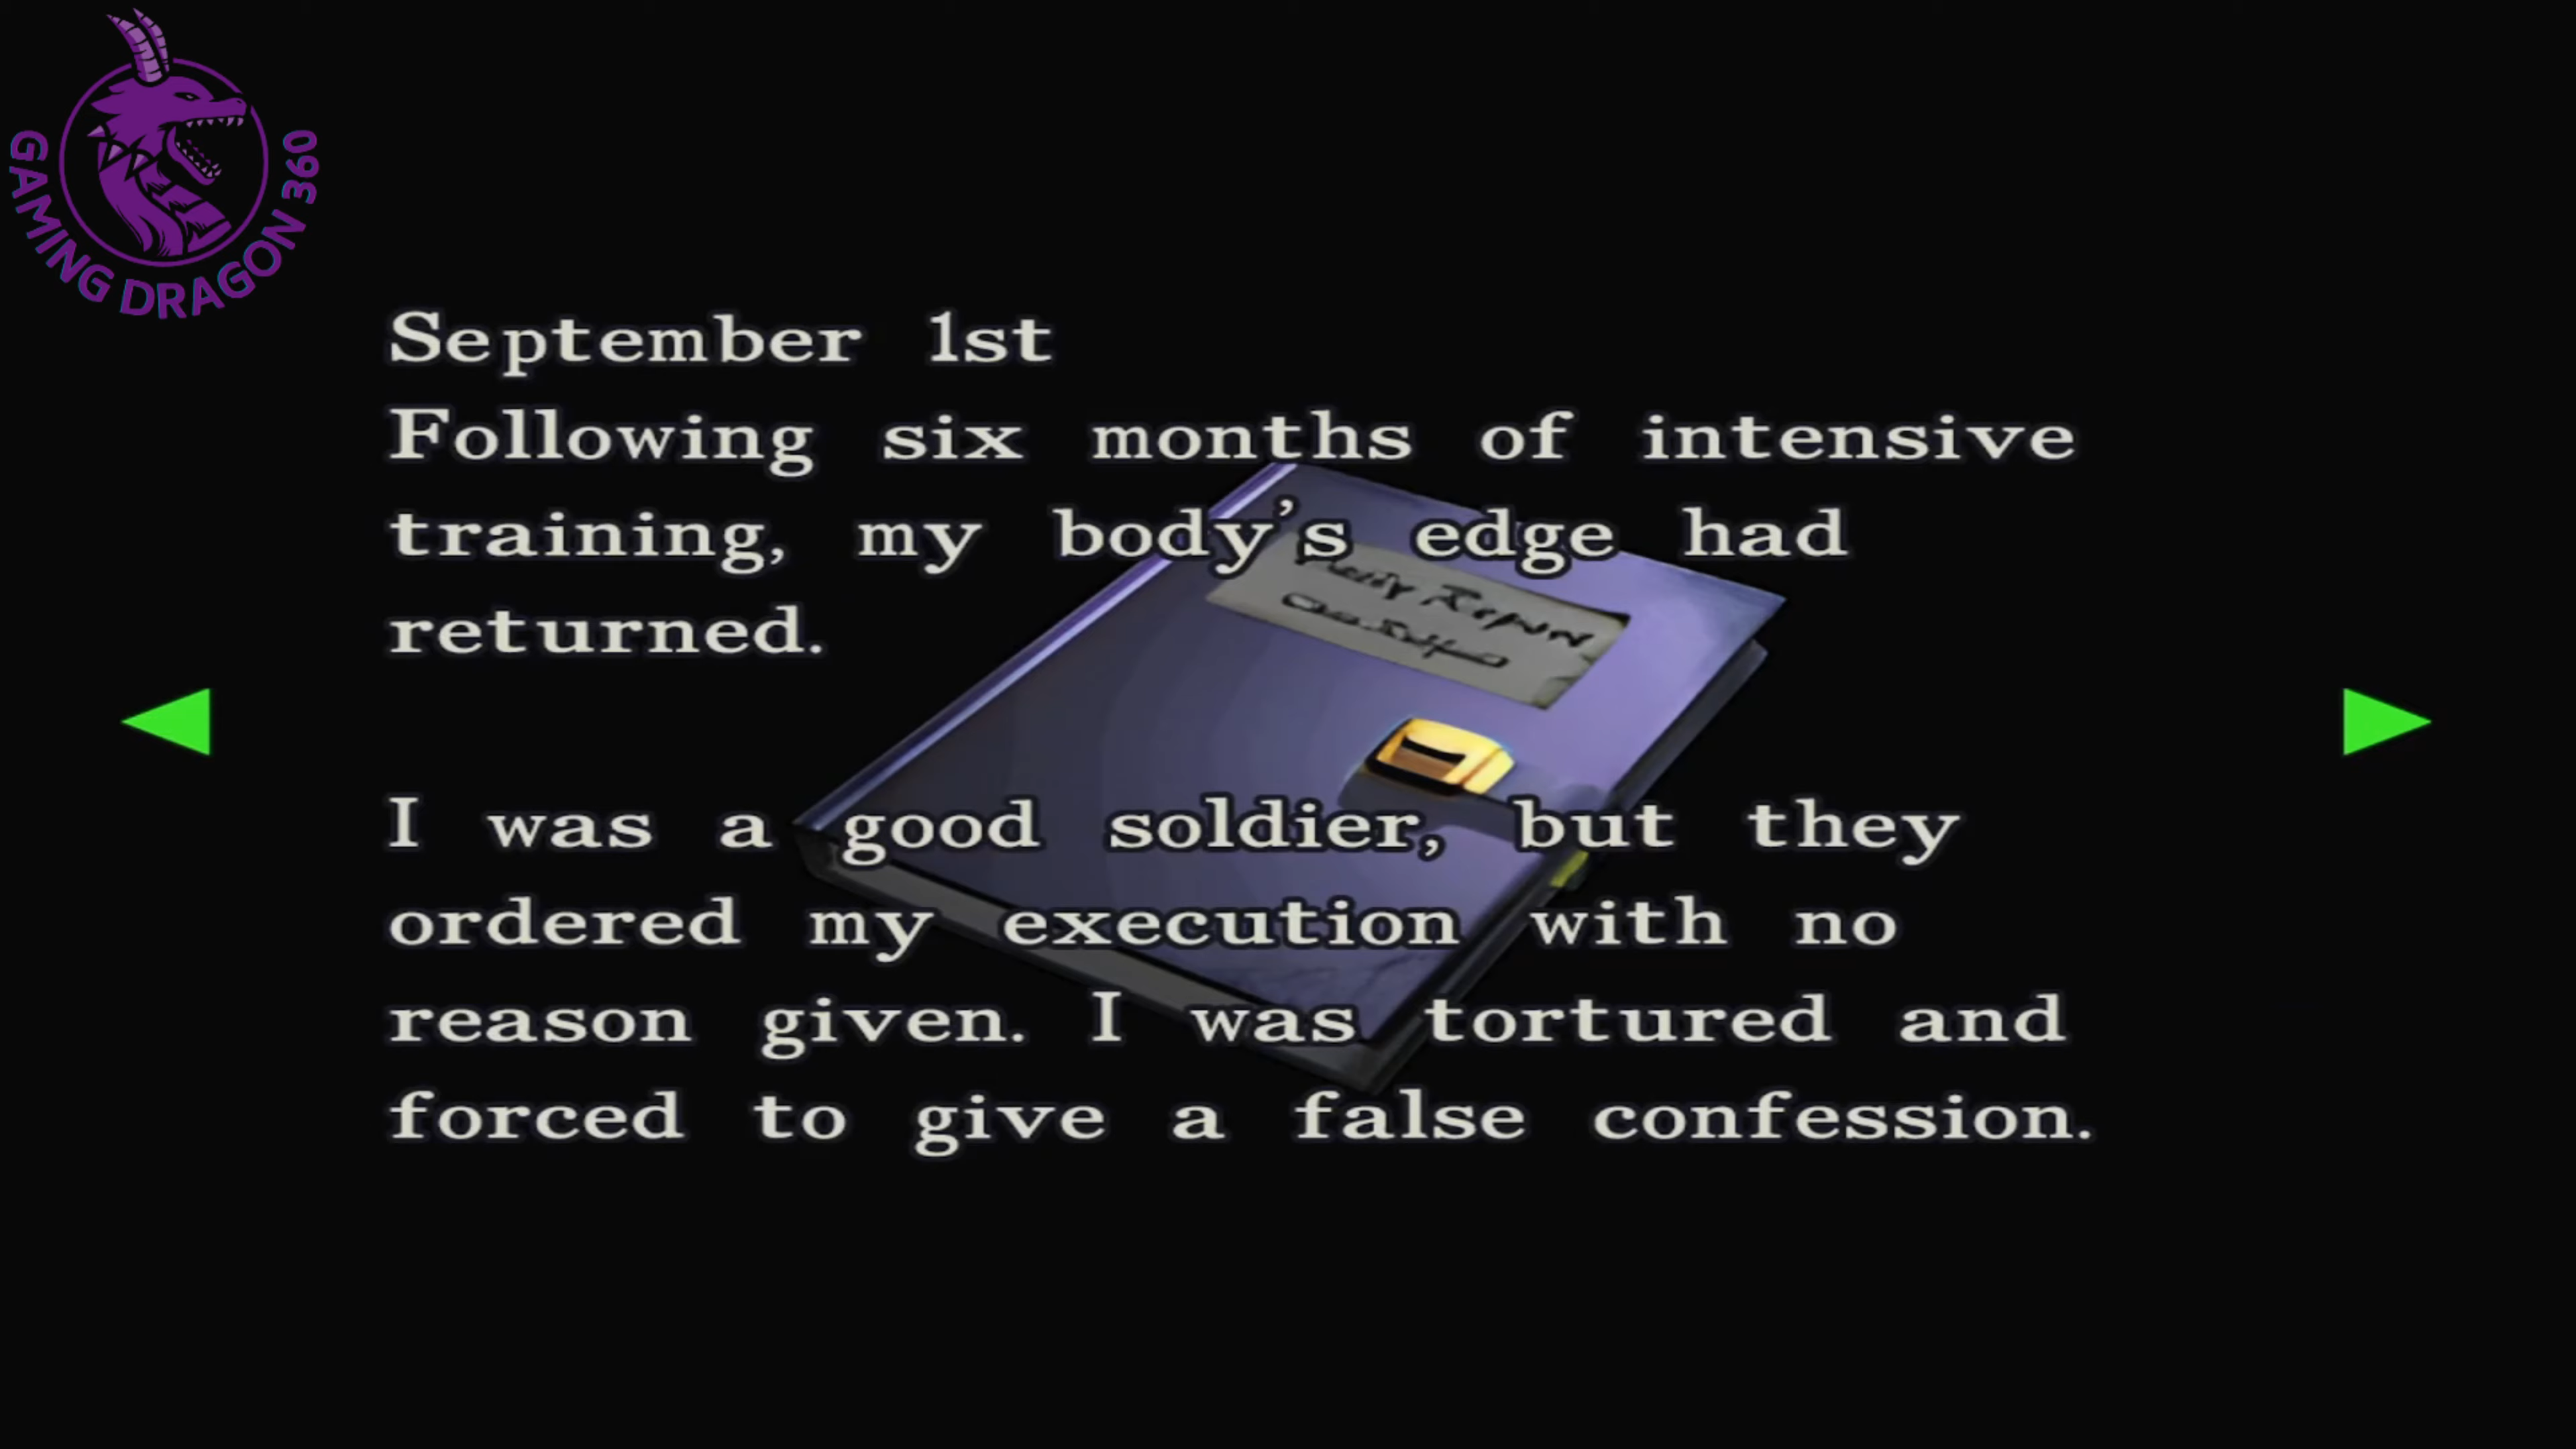 GAMING DRAGON 360
September 1st
Following six months of intensive
training, my body's edge had
returned.
I was a good soldier, but they
ordered my execution with no
reason given. I was tortured and
forced to give a false confession.